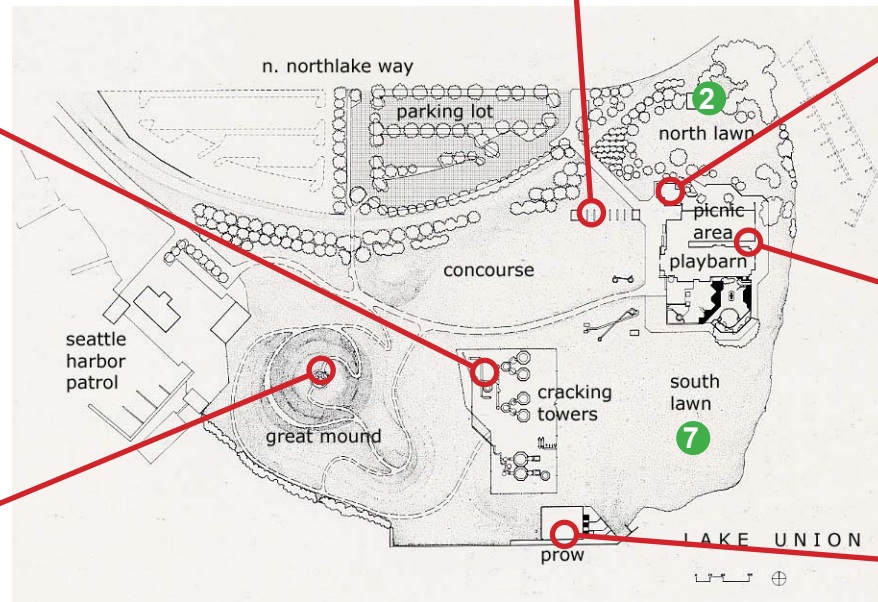 n. northlake way
parking lot
2
north lawn
picnic
area
playbarn
concourse
seattle
harbor
patrol
cracking
towers
south
lawn
great mound
7
LAKE UNION
prow